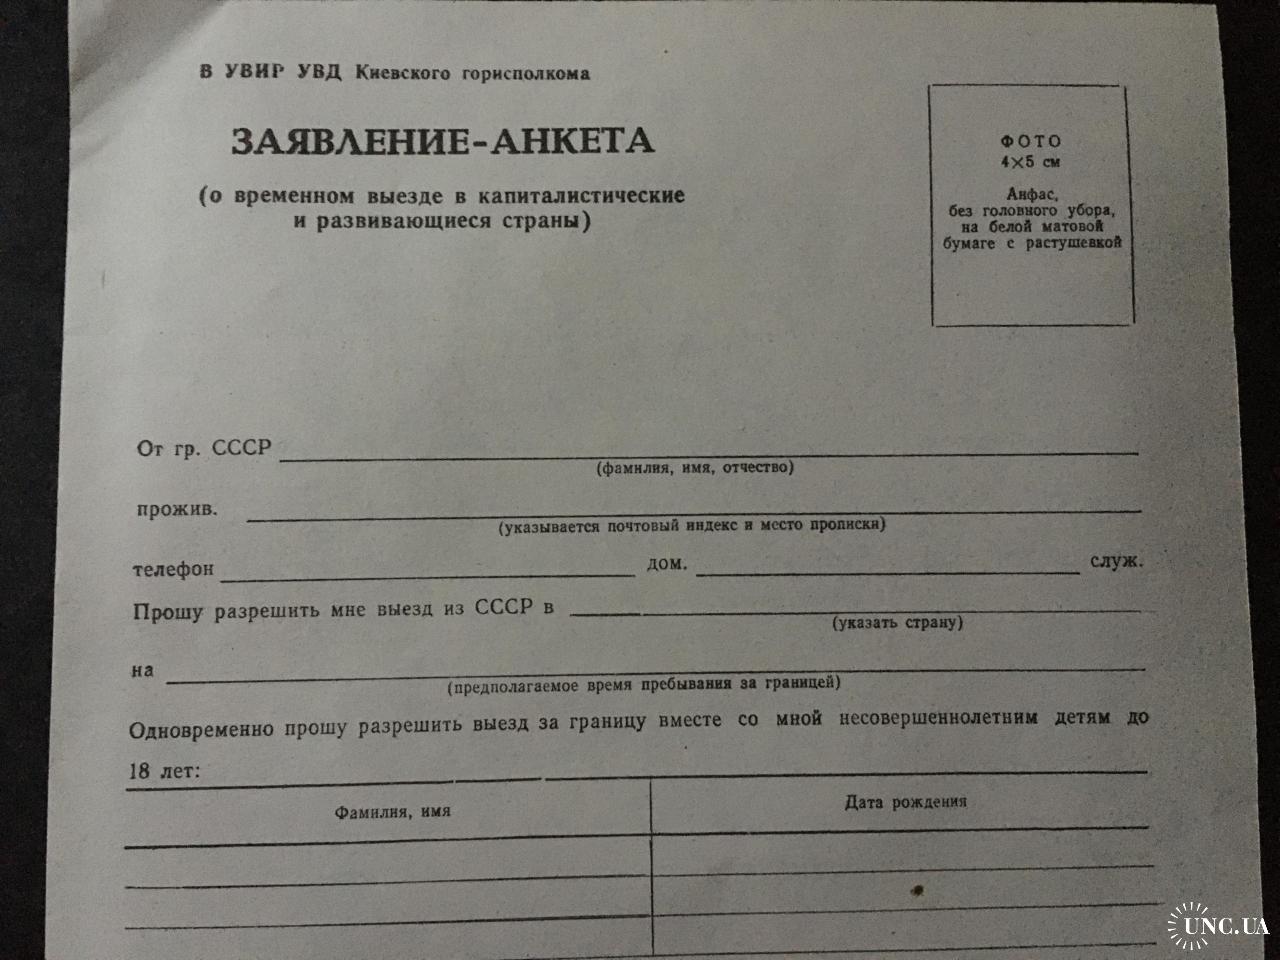 В УВИР УВД Киевского горисполкома
ЗАЯВЛЕНИЕ-АНКЕТА
(о временном выезде в капиталистические
и развивающиеся страны)
ФОТО
4×5 см
Анфас,
без головного убора,
на белой матовой
бумаге с растушевкой
От гр. СССР
(фамилия, имя, отчество)
прожив.
(указывается почтовый индекс и место прописки)
телефон дом. служ.
Прошу разрешить мне выезд из СССР в
(указать страну)
на
(предполагаемое время пребывания за границей)
Одновременно прошу разрешить выезд за границу вместе со мной несовершеннолетним детям до
18 лет:
Фамилия, имя Дата рождения
UNC.UA